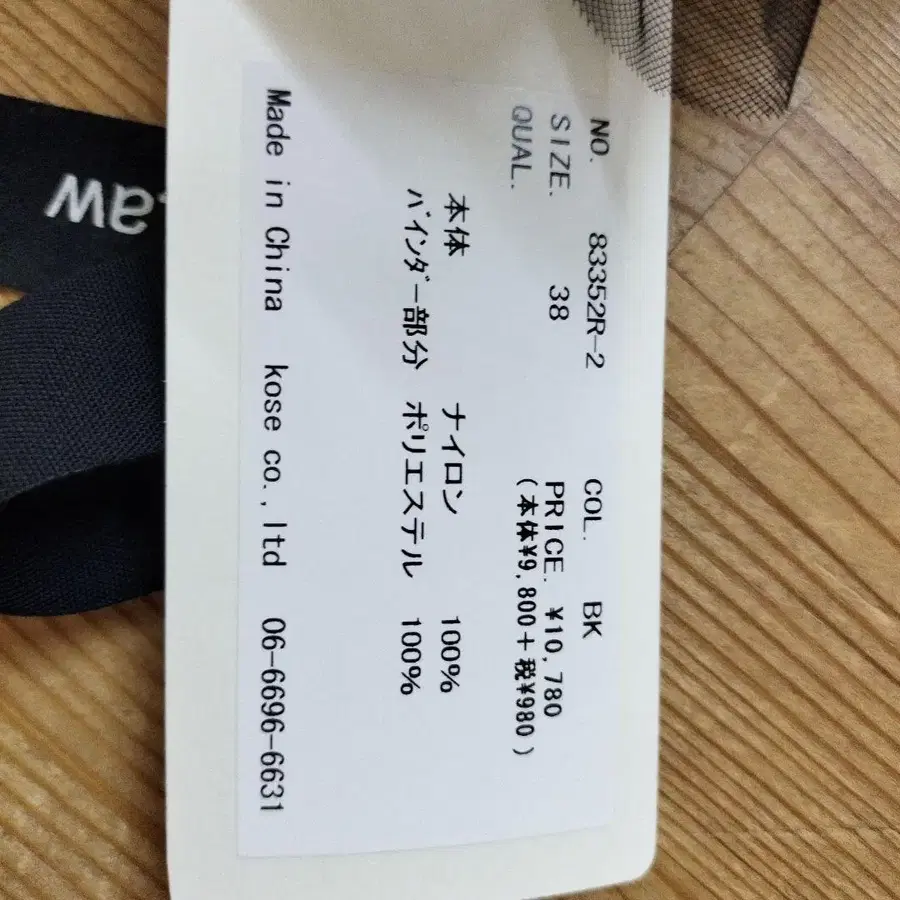 NO. 83352R-2 COL. BK
SIZE. 38 PRICE. ¥10,780
QUAL. (本体¥9,800+税¥980)
本体 ナイロン 100%
バインダー部分 ポリエステル 100%
Made in China kose co.,ltd 06-6696-6631